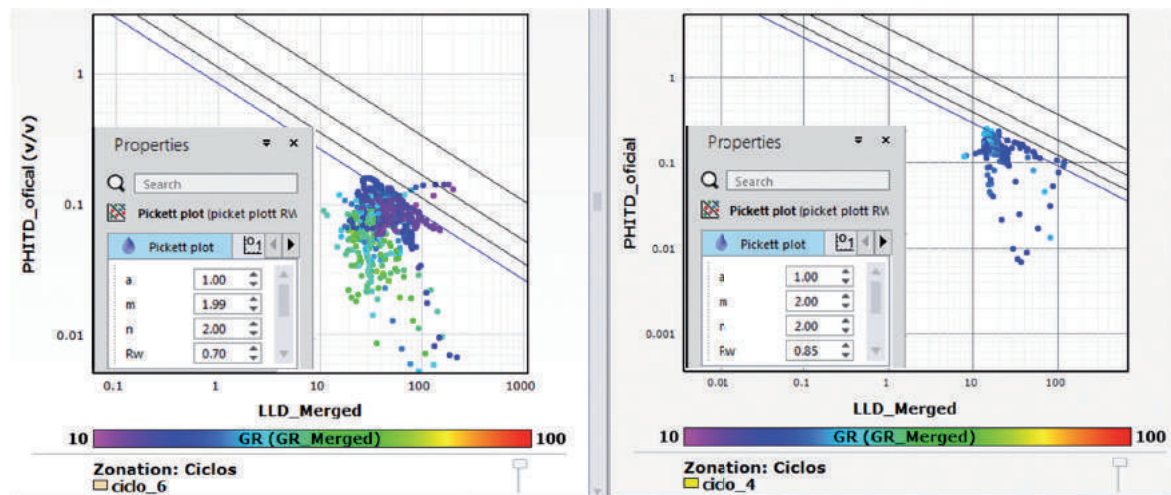 PHITD_ofical (v/v)
1
0.1
0.01
Properties
Search
Pickett plot (picket plott RW
Pickett plot
a 1.00
m 1.99
n 2.00
Rw 0.70
0.1 1 10 100 1000
LLD_Merged
10 GR (GR_Merged) 100
Zonation: Ciclos
ciclo_6
PHITD_oficial
1
0.1
0.01
0.001
Properties
Search
Pickett plot (picket plott RW
Pickett plot
a 1.00
m 2.00
n 2.00
Rw 0.85
0.01 0.1 1 10 100
LLD_Merged
10 GR (GR_Merged) 100
Zonation: Ciclos
ciclo_4